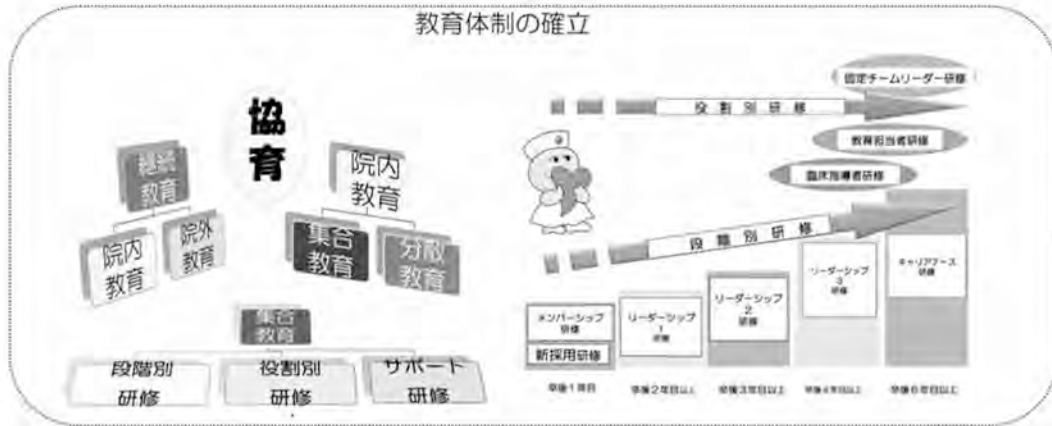 教育体制の確立
協
育
継続
教育
院内
教育
院外
教育
院内
教育
集合
教育
分散
教育
集合
教育
段階別
研修
役割別
研修
サポート
研修
固定チームリーダー研修
役割別研修
教育担当者研修
臨床指導者研修
段階別研修
メンバーシップ
研修
新採用研修
リーダーシップ
1
研修
リーダーシップ
2
研修
リーダーシップ
3
研修
キャリアナース
研修
卒後1年目
卒後2年目以上
卒後3年目以上
卒後4年目以上
卒後6年目以上